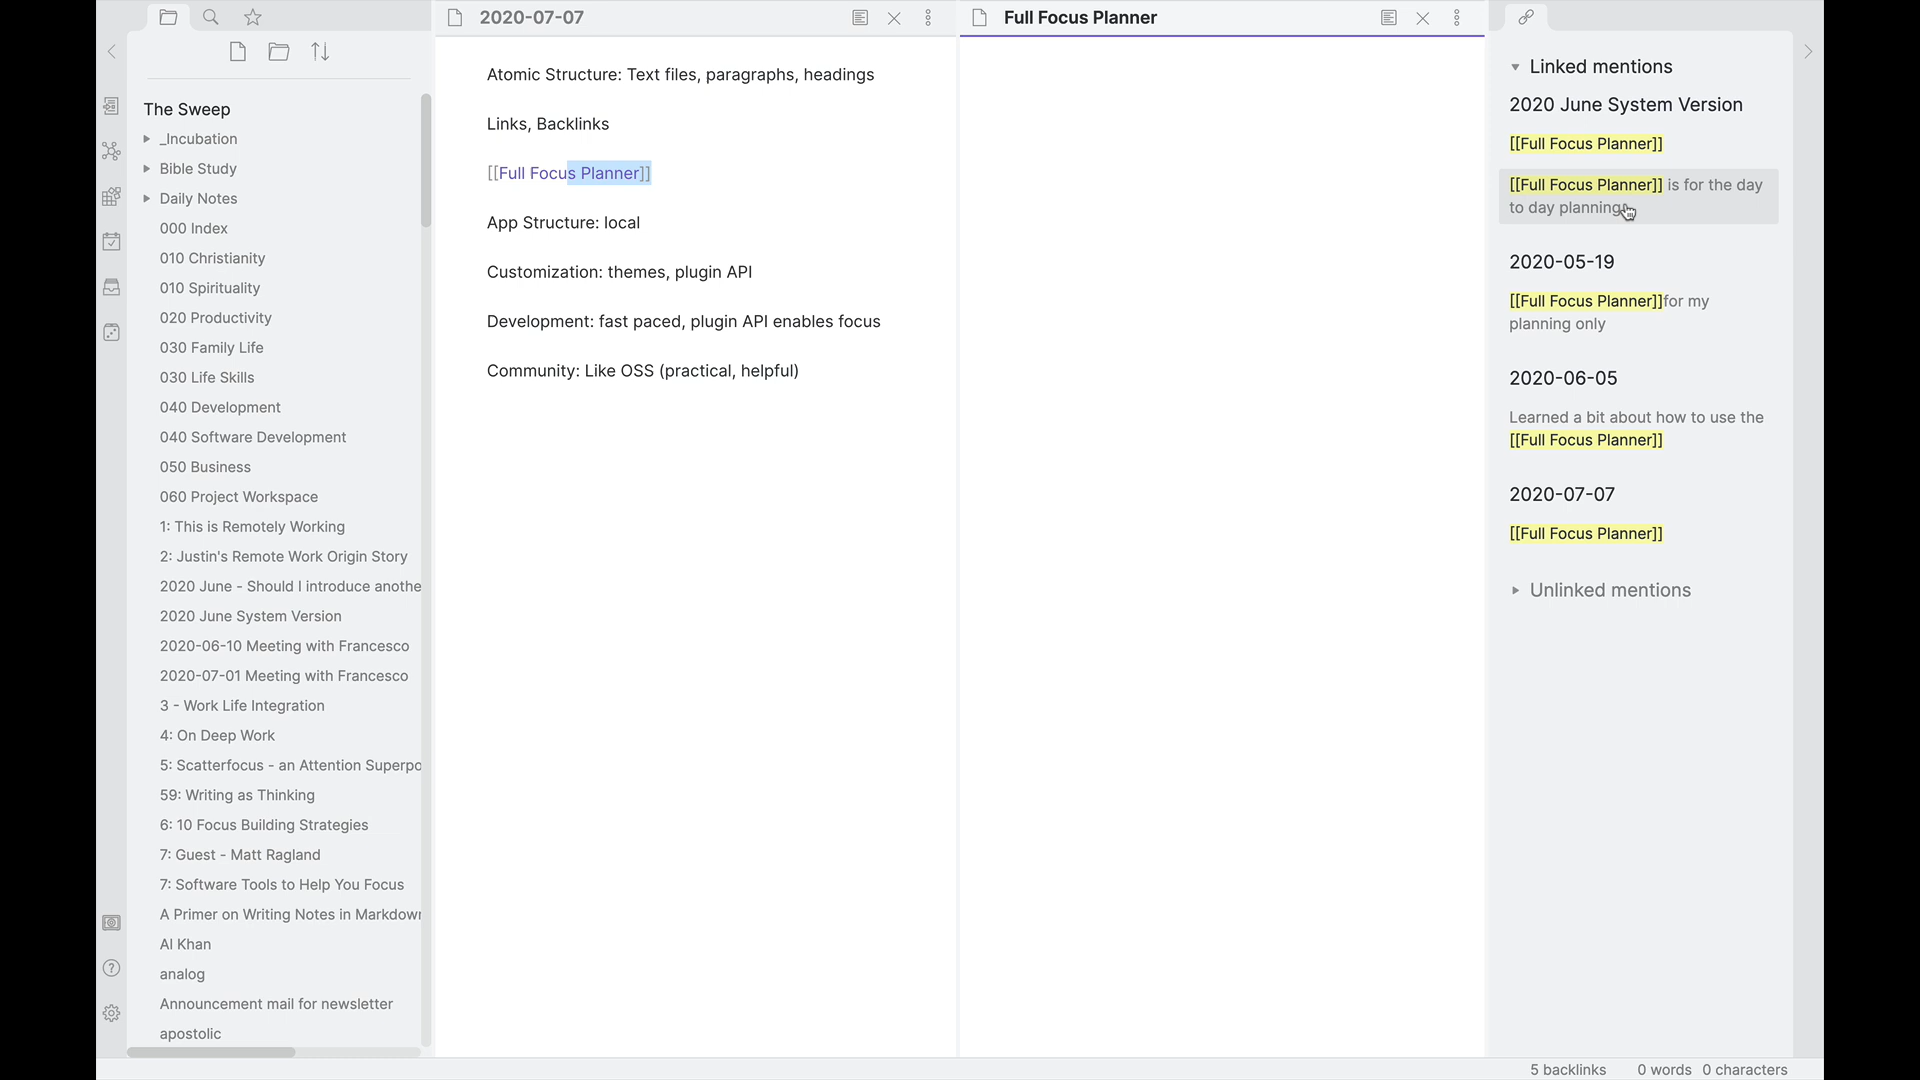 2020-07-07
Full Focus Planner
The Sweep
_Incubation
Bible Study
Daily Notes
000 Index
010 Christianity
010 Spirituality
020 Productivity
030 Family Life
030 Life Skills
040 Development
040 Software Development
050 Business
060 Project Workspace
1: This is Remotely Working
2: Justin's Remote Work Origin Story
2020 June - Should I introduce anothe
2020 June System Version
2020-06-10 Meeting with Francesco
2020-07-01 Meeting with Francesco
3 - Work Life Integration
4: On Deep Work
5: Scatterfocus - an Attention Superpo
59: Writing as Thinking
6: 10 Focus Building Strategies
7: Guest - Matt Ragland
7: Software Tools to Help You Focus
A Primer on Writing Notes in Markdown
Al Khan
analog
Announcement mail for newsletter
apostolic
Atomic Structure: Text files, paragraphs, headings
Links, Backlinks
[[Full Focus Planner]]
App Structure: local
Customization: themes, plugin API
Development: fast paced, plugin API enables focus
Community: Like OSS (practical, helpful)
Linked mentions
2020 June System Version
[[Full Focus Planner]]
[[Full Focus Planner]] is for the day
to day planning
2020-05-19
[[Full Focus Planner]]for my
planning only
2020-06-05
Learned a bit about how to use the
[[Full Focus Planner]]
2020-07-07
[[Full Focus Planner]]
Unlinked mentions
5 backlinks 0 words 0 characters